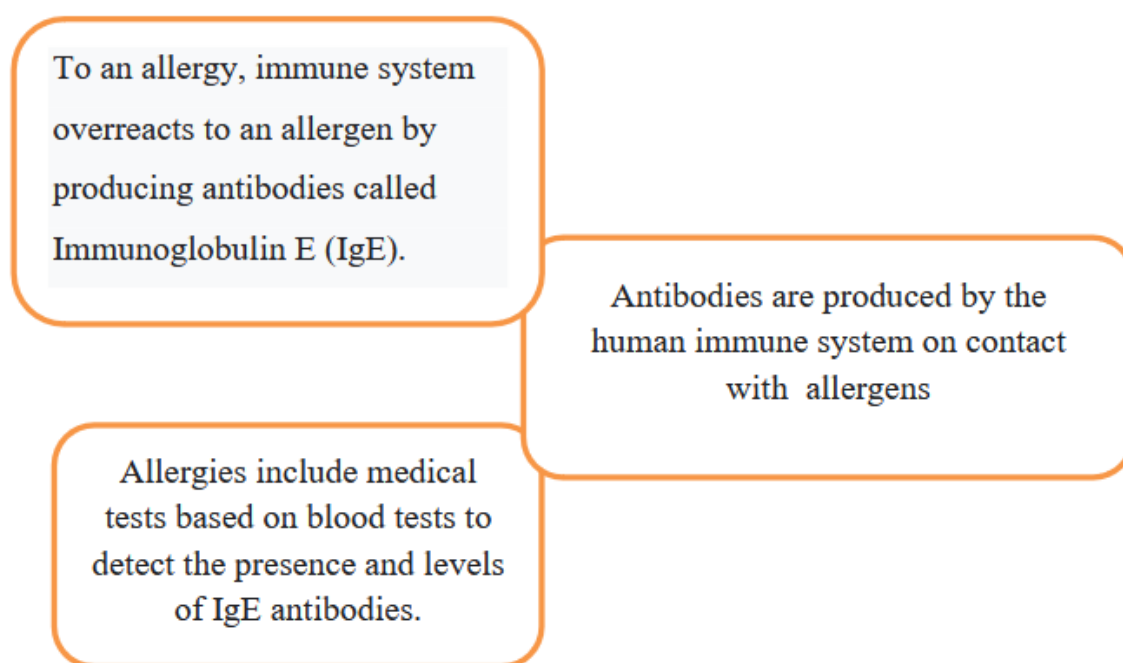 To an allergy, immune system
overreacts to an allergen by
producing antibodies called
Immunoglobulin E (IgE).
Antibodies are produced by the
human immune system on contact
with  allergens
Allergies include medical
tests based on blood tests to
detect the presence and levels
of IgE antibodies.